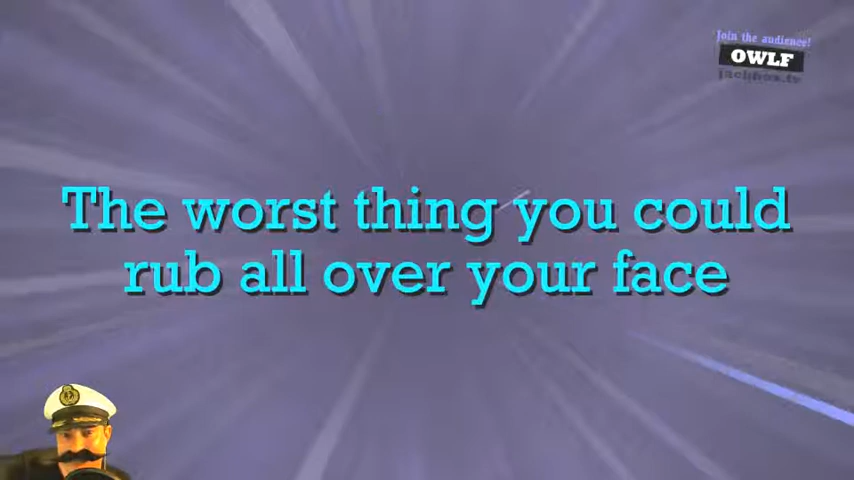 Join the audience!
OWLF
jackbox.tv
The worst thing you could
rub all over your face